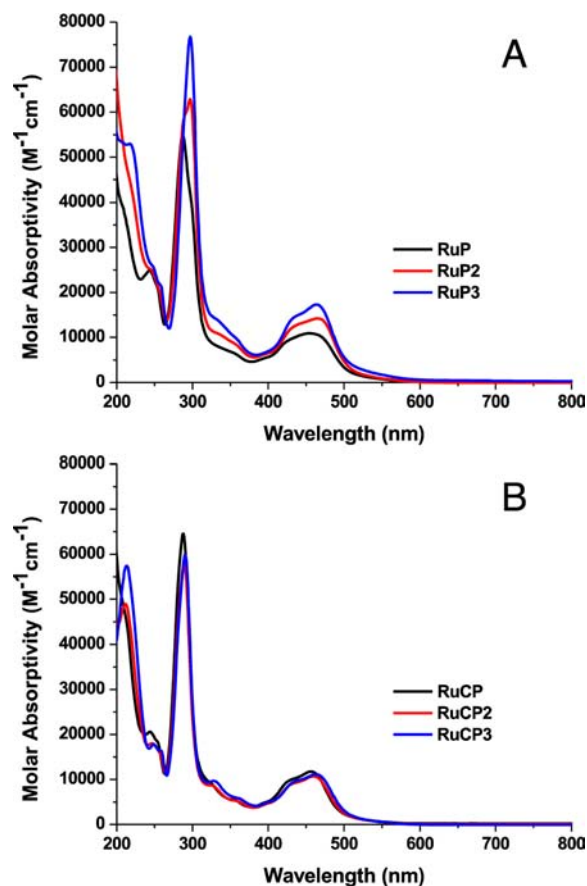 A
80000
70000
60000
50000
40000
30000
20000
10000
0
Molar Absorptivity (M⁻¹cm⁻¹)
RuP
RuP2
RuP3
200 300 400 500 600 700 800
Wavelength (nm)
B
80000
70000
60000
50000
40000
30000
20000
10000
0
Molar Absorptivity (M⁻¹cm⁻¹)
RuCP
RuCP2
RuCP3
200 300 400 500 600 700 800
Wavelength (nm)